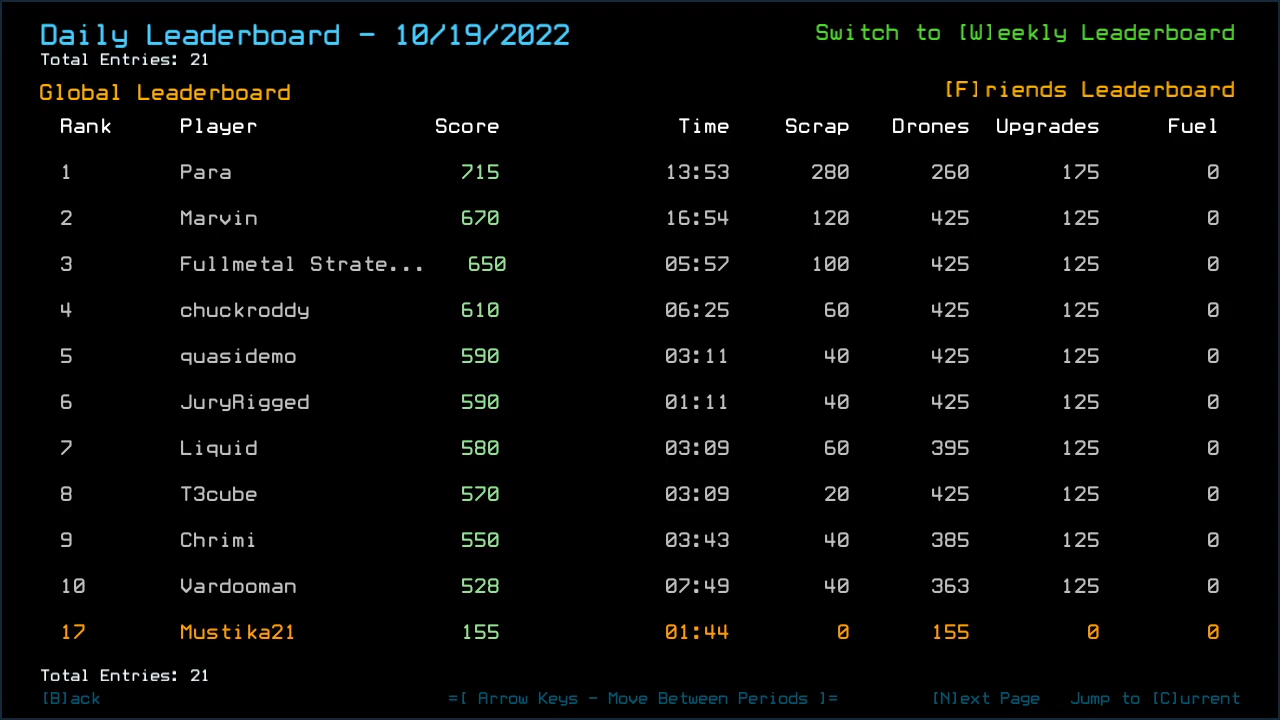 Daily Leaderboard - 10/19/2022 Switch to [W]eekly Leaderboard
Total Entries: 21
Global Leaderboard [F]riends Leaderboard
Rank Player Score Time Scrap Drones Upgrades Fuel
1 Para 715 13:53 280 260 175 0
2 Marvin 670 16:54 120 425 125 0
3 Fullmetal Strate... 650 05:57 100 425 125 0
4 chuckroddy 610 06:25 60 425 125 0
5 quasidemo 590 03:11 40 425 125 0
6 JuryRigged 590 01:11 40 425 125 0
7 Liquid 580 03:09 60 395 125 0
8 T3cube 570 03:09 20 425 125 0
9 Chrimi 550 03:43 40 385 125 0
10 Vardooman 528 07:49 40 363 125 0
17 Mustika21 155 01:44 0 155 0 0
Total Entries: 21
[B]ack =[ Arrow Keys - Move Between Periods ]= [N]ext Page Jump to [C]urrent